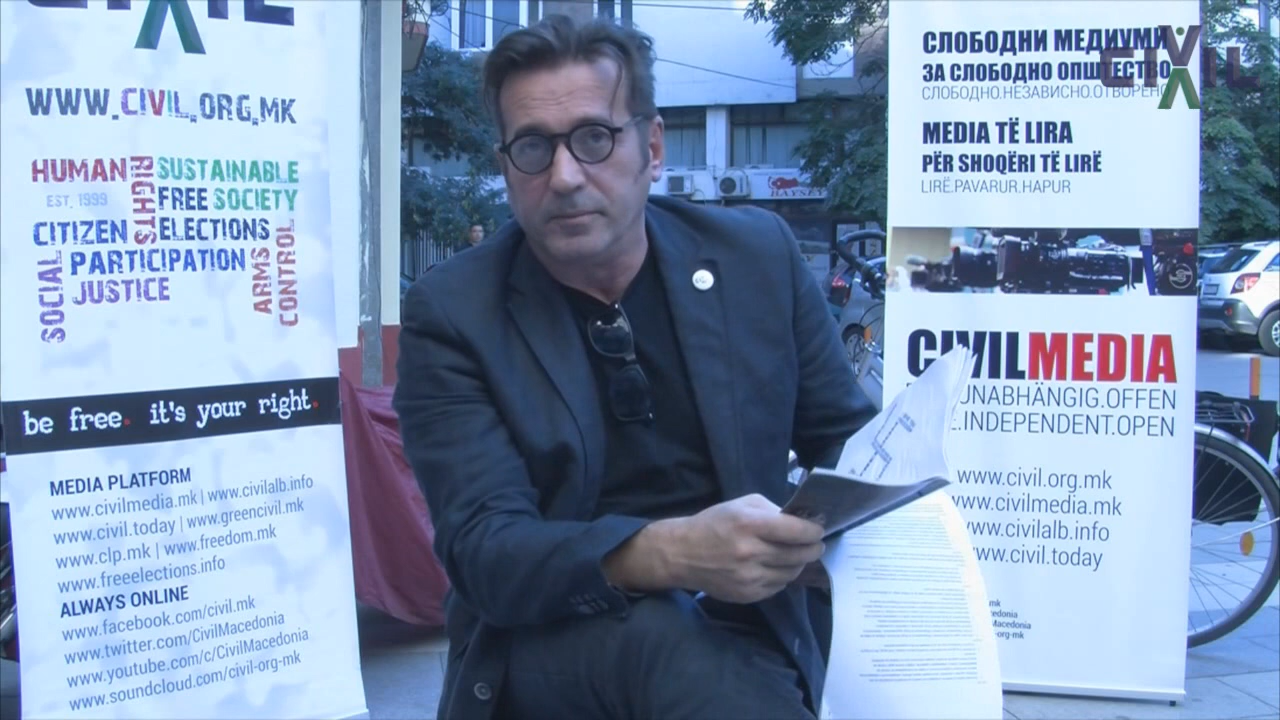 CIVIL
WWW.CIVIL.ORG.MK
HUMAN RIGHTS SUSTAINABLE
EST. 1999 FREE SOCIETY
CITIZEN ELECTIONS
SOCIAL PARTICIPATION ARMS CONTROL
JUSTICE
be free. it's your right.
MEDIA PLATFORM
www.civilmedia.mk | www.civilalb.info
www.civil.today | www.greencivil.mk
www.clp.mk | www.freedom.mk
www.freeelections.info
ALWAYS ONLINE
www.facebook.com/civil.mk
www.twitter.com/CivilMacedonia
www.youtube.com/c/CivilMacedonia
www.soundcloud.com/civil-org-mk
СЛОБОДНИ МЕДИУМИ
ЗА СЛОБОДНО ОПШТЕСТВО
СЛОБОДНО.НЕЗАВИСНО.ОТВОРЕНО
CIVIL
MEDIA TË LIRA
PËR SHOQËRI TË LIRË
LIRË.PAVARUR.HAPUR
CIVILMEDIA
UNABHÄNGIG.OFFEN
.INDEPENDENT.OPEN
www.civil.org.mk
www.civilmedia.mk
www.civilalb.info
www.civil.today